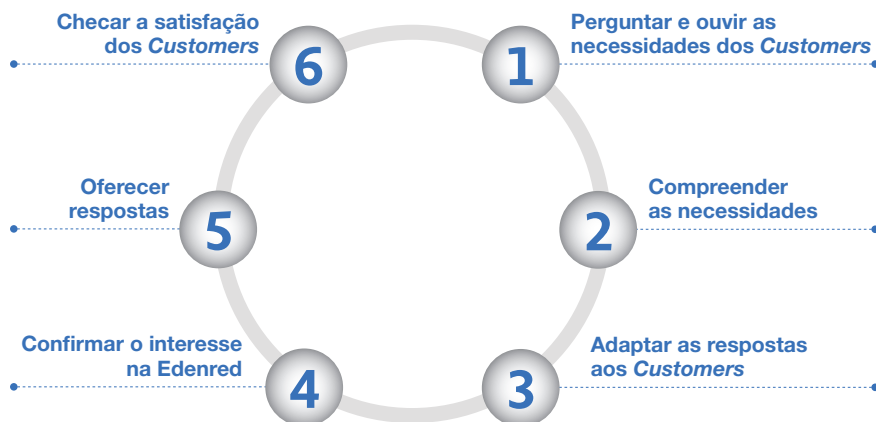 Checar a satisfação
dos Customers
6
1
Perguntar e ouvir as
necessidades dos Customers
Oferecer
respostas
5
2
Compreender
as necessidades
Confirmar o interesse
na Edenred
4
3
Adaptar as respostas
aos Customers